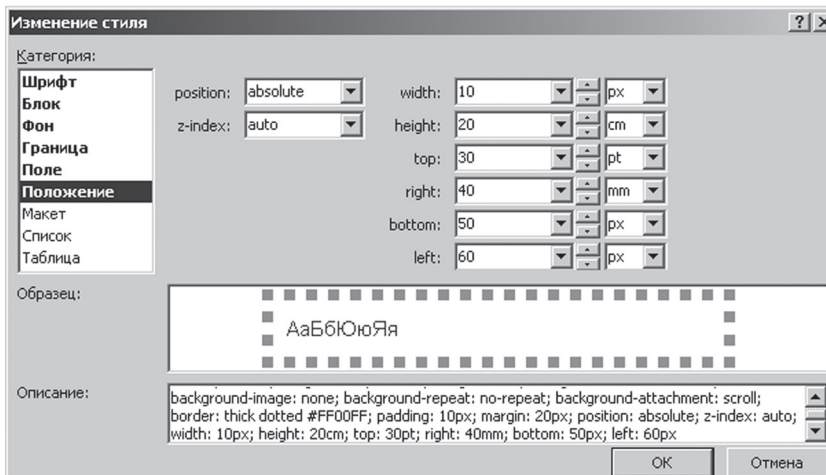 Изменение стиля
Категория:
Шрифт
Блок
Фон
Граница
Поле
Положение
Макет
Список
Таблица
position: absolute
z-index: auto
width: 10 px
height: 20 cm
top: 30 pt
right: 40 mm
bottom: 50 px
left: 60 px
Образец:
АаБбЮюЯя
Описание:
background-image: none; background-repeat: no-repeat; background-attachment: scroll;
border: thick dotted #FF00FF; padding: 10px; margin: 20px; position: absolute; z-index: auto;
width: 10px; height: 20cm; top: 30pt; right: 40mm; bottom: 50px; left: 60px
ОК
Отмена